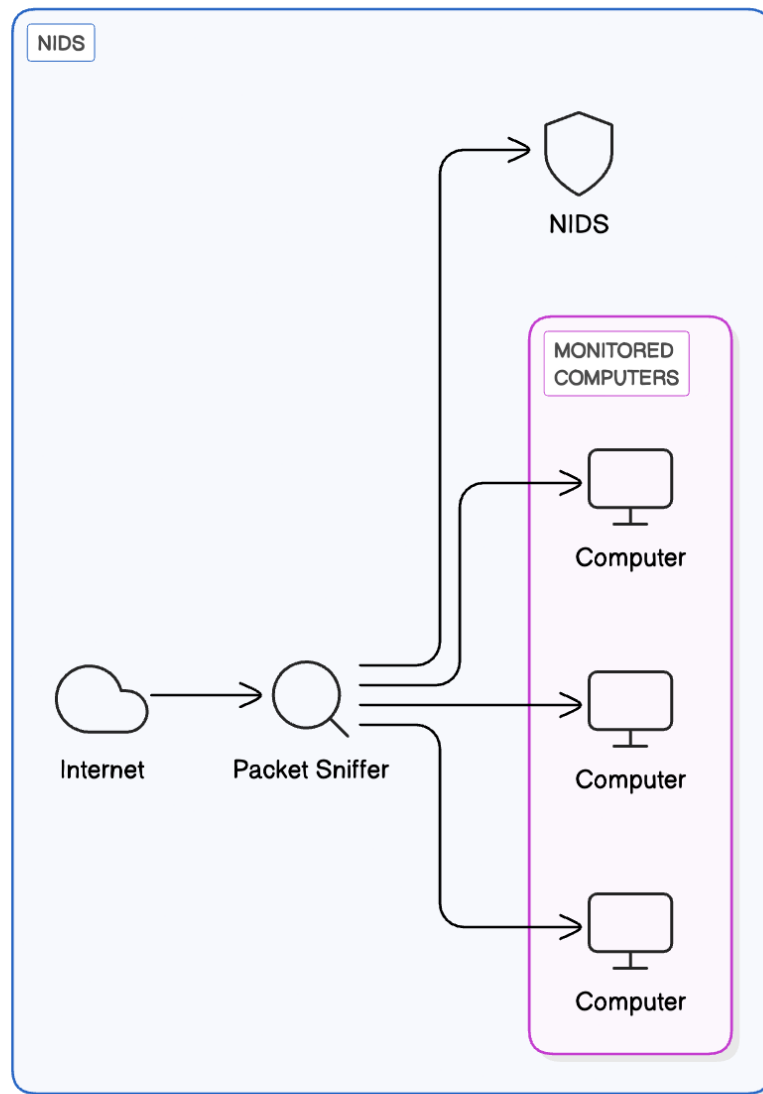 NIDS
NIDS
MONITORED
COMPUTERS
Computer
Internet
Packet Sniffer
Computer
Computer